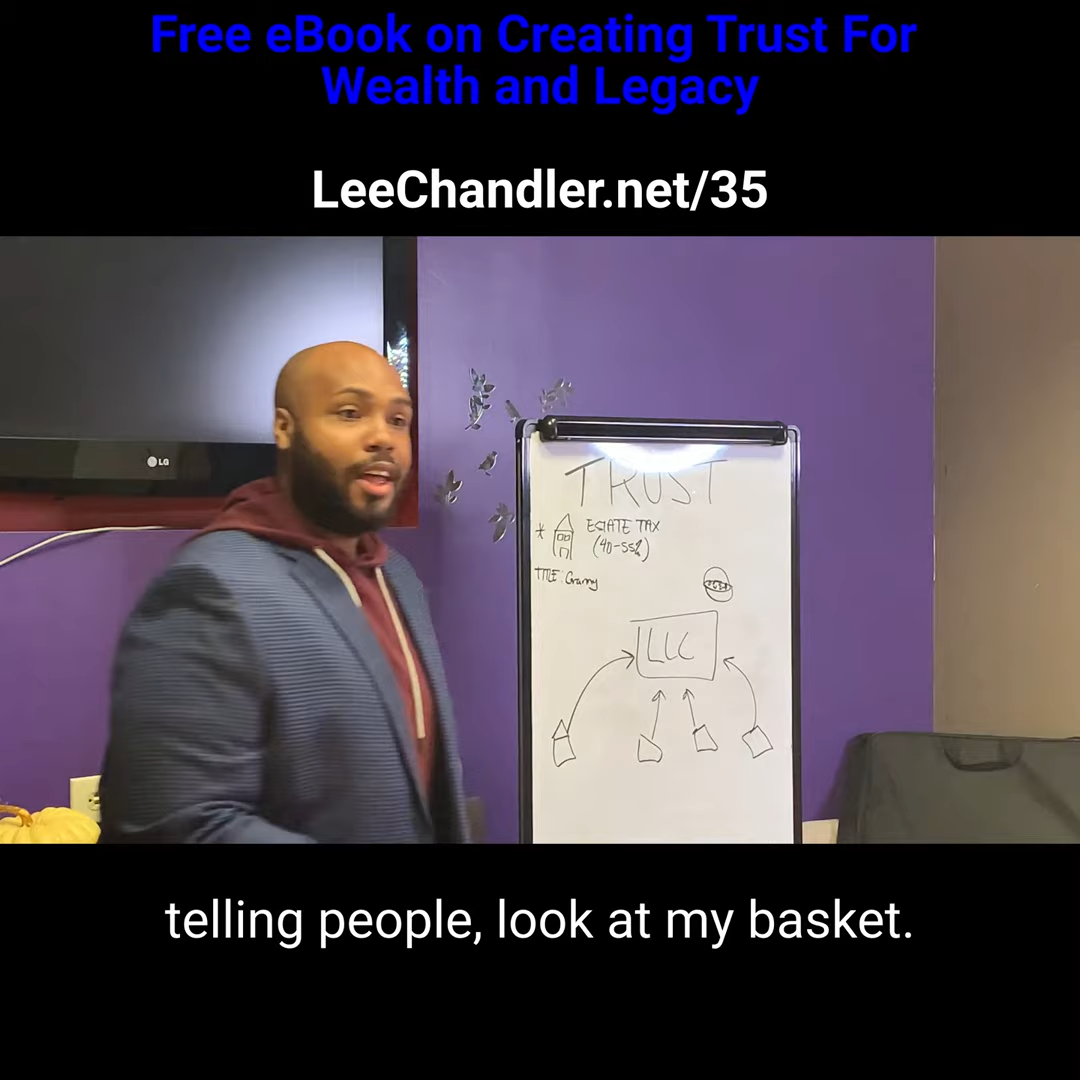 Free eBook on Creating Trust For
Wealth and Legacy
LeeChandler.net/35
LG
TRUST
* ESTATE TAX
(40-55%)
TITLE: Granny
LLC
telling people, look at my basket.